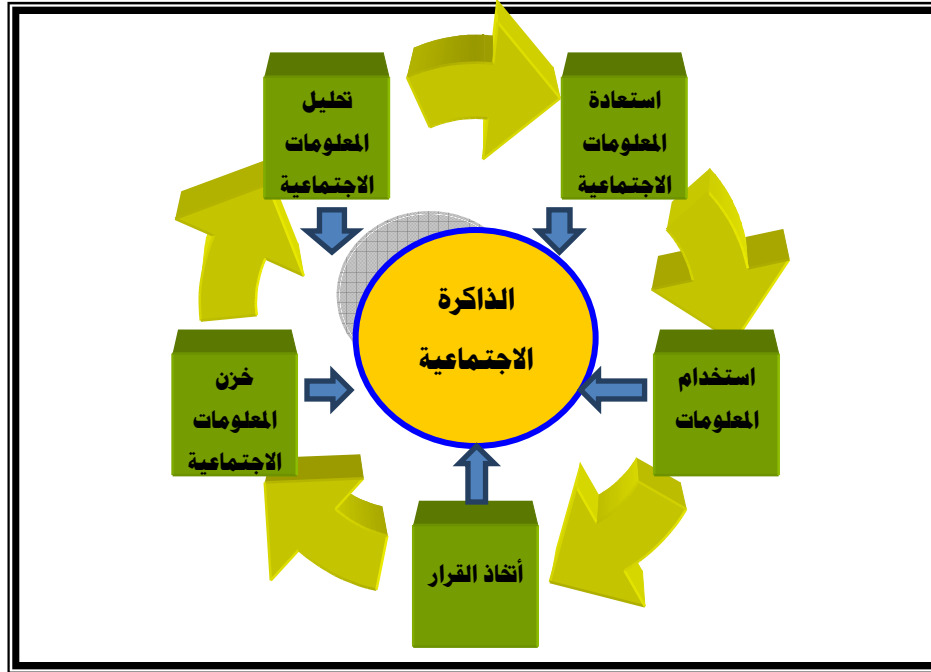 استعادة
المعلومات
الاجتماعية
تحليل
المعلومات
الاجتماعية
الذاكرة
الاجتماعية
استخدام
المعلومات
خزن
المعلومات
الاجتماعية
أتخاذ القرار